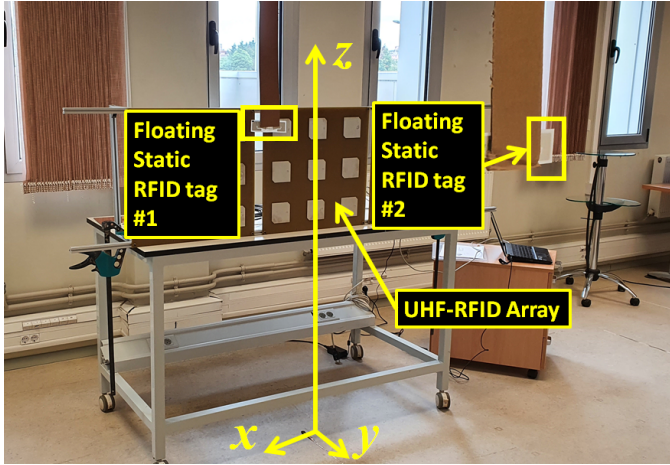 z
Floating
Static
RFID tag
#1
Floating
Static
RFID tag
#2
UHF-RFID Array
x
y